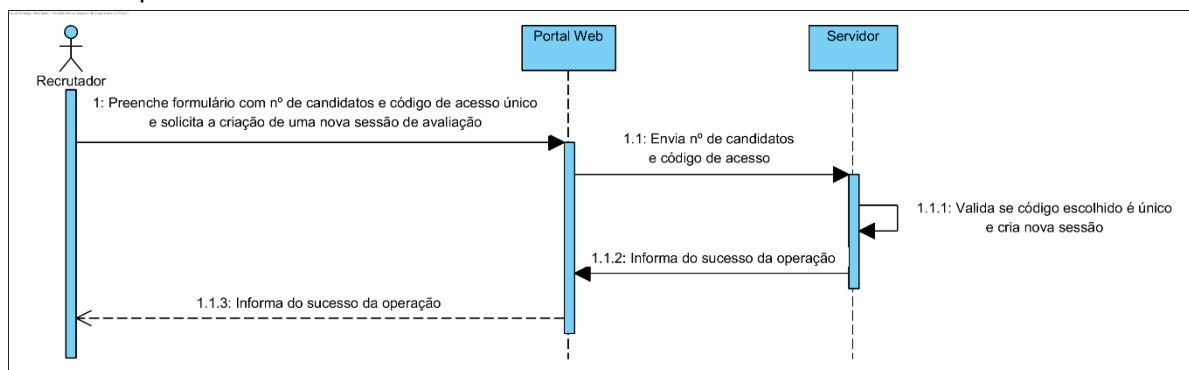 Portal Web
Servidor
Recrutador
1: Preenche formulário com nº de candidatos e código de acesso único
e solicita a criação de uma nova sessão de avaliação
1.1: Envia nº de candidatos
e código de acesso
1.1.1: Valida se código escolhido é único
e cria nova sessão
1.1.2: Informa do sucesso da operação
1.1.3: Informa do sucesso da operação